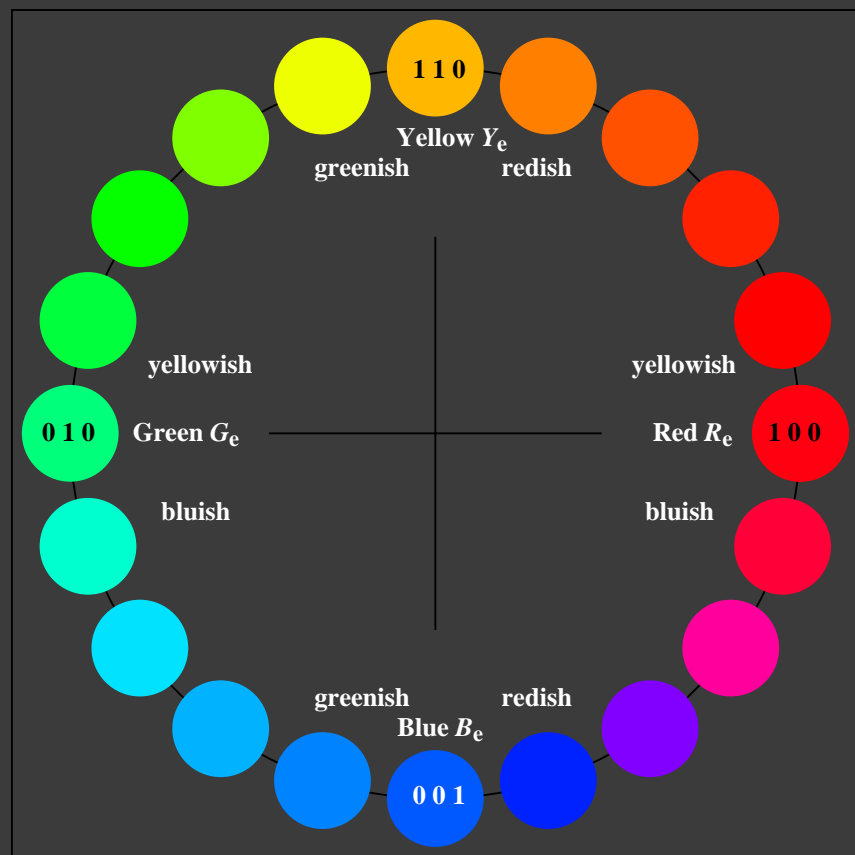 1 1 0
Yellow Ye
greenish redish
yellowish yellowish
0 1 0 Green Ge Red Re 1 0 0
bluish bluish
greenish redish
Blue Be
0 0 1